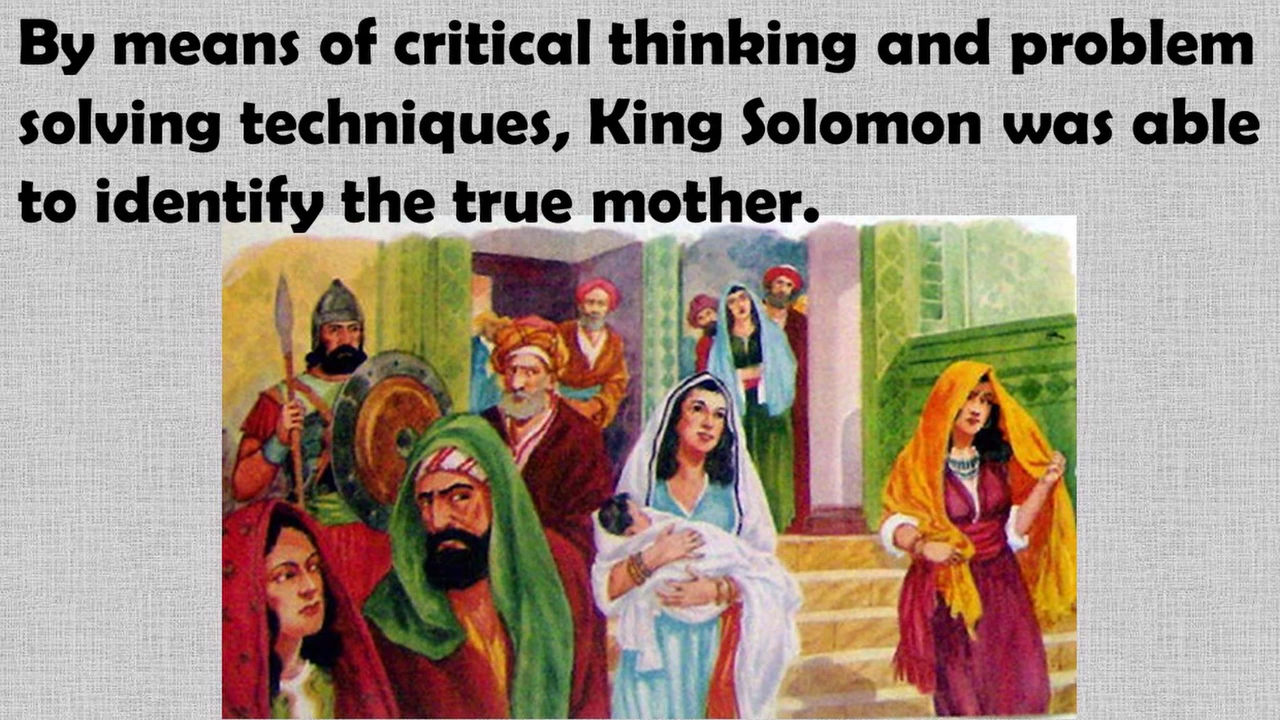 By means of critical thinking and problem
solving techniques, King Solomon was able
to identify the true mother.